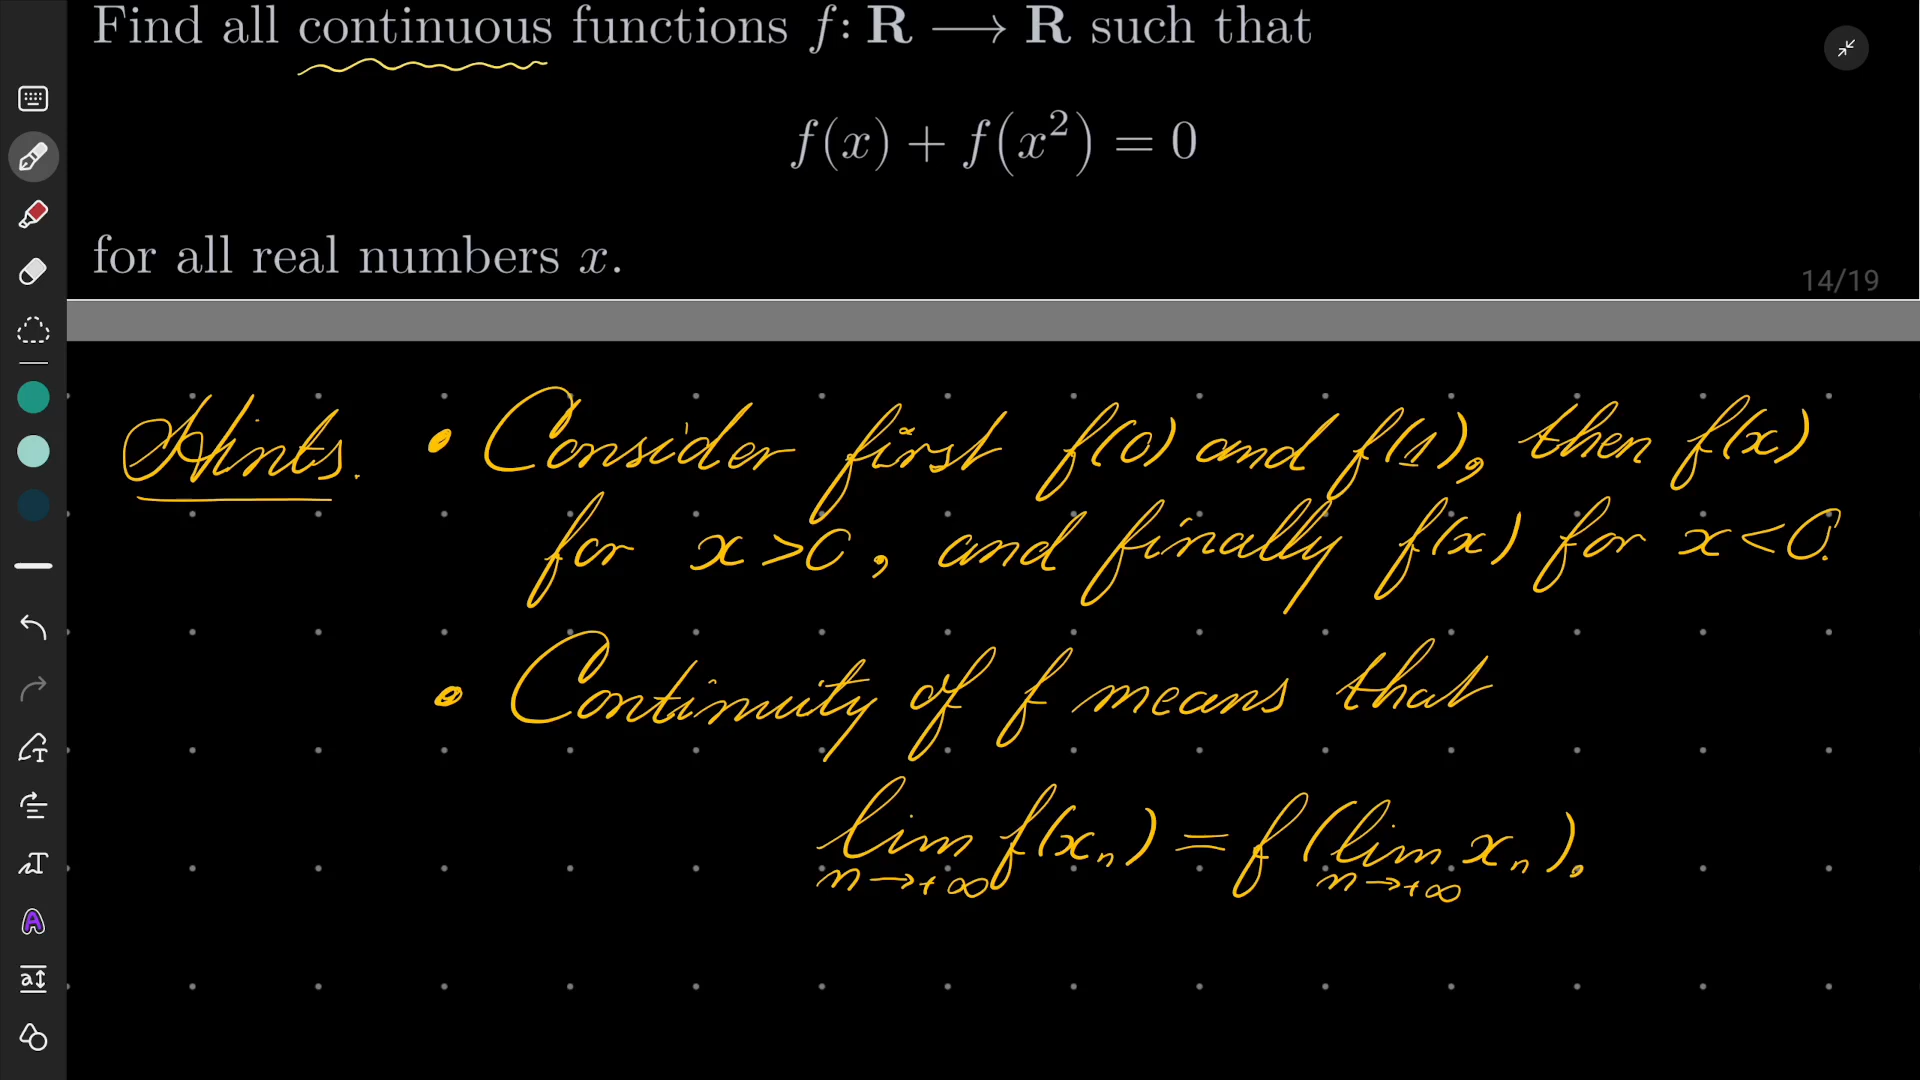 Find all continuous functions f: R ⟶ R such that
f(x) + f(x²) = 0
for all real numbers x.
14/19
Hints. • Consider first f(0) and f(1), then f(x)
for x > 0, and finally f(x) for x < 0.
• Continuity of f means that
lim f(xₙ) = f(lim xₙ).
n→+∞ n→+∞